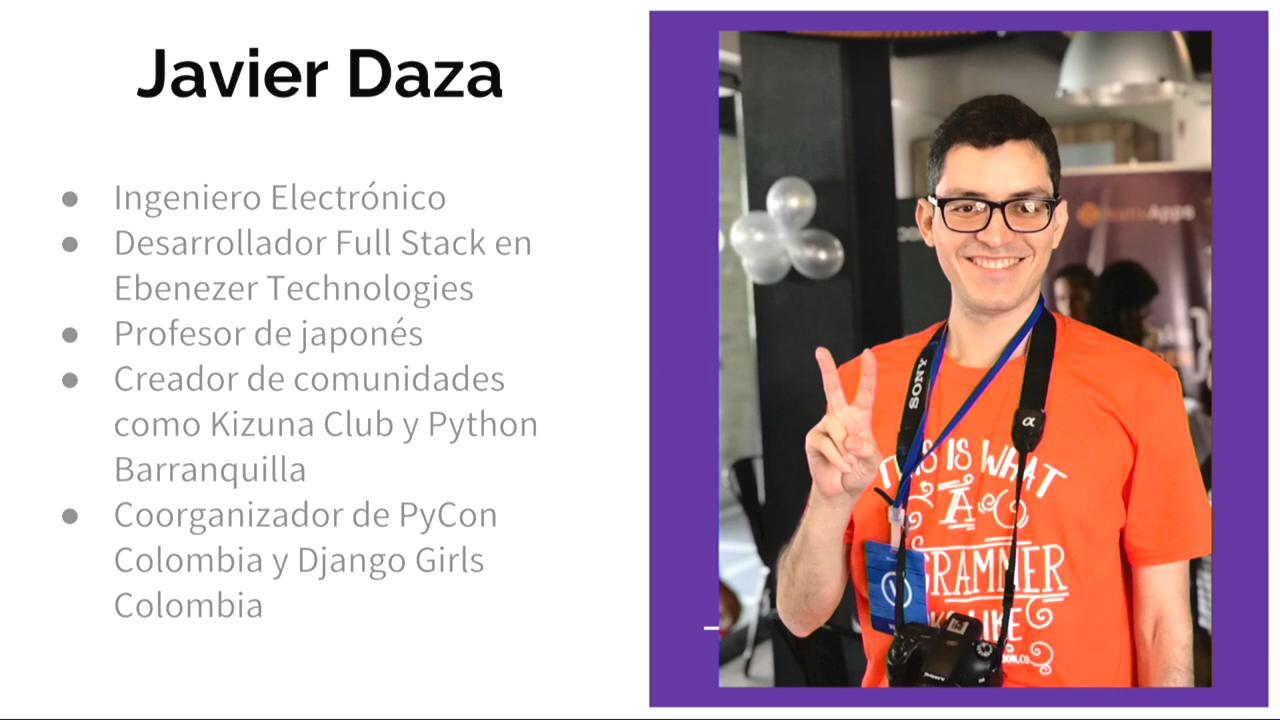 Javier Daza
● Ingeniero Electrónico
● Desarrollador Full Stack en
Ebenezer Technologies
● Profesor de japonés
● Creador de comunidades
como Kizuna Club y Python
Barranquilla
● Coorganizador de PyCon
Colombia y Django Girls
Colombia
SONY
α
IS WHAT
A